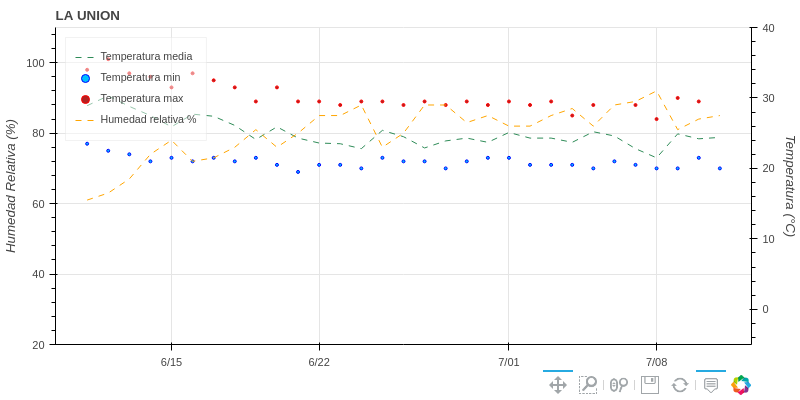 LA UNION
Temperatura media
Temperatura min
Temperatura max
Humedad relativa %
Humedad Relativa (%)
100
80
60
40
20
40
30
20
10
0
Temperatura (°C)
6/15
6/22
7/01
7/08